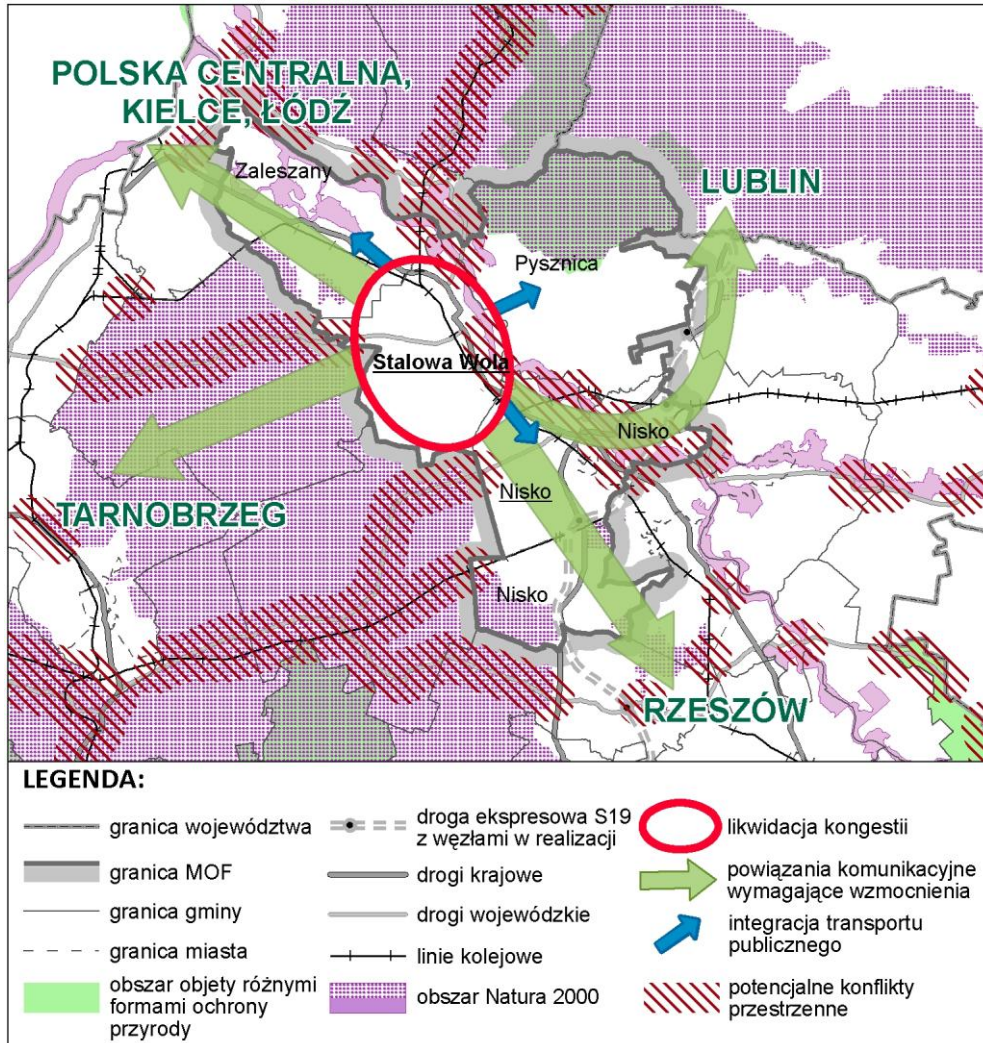 POLSKA CENTRALNA,
KIELCE, ŁÓDŹ
Zaleszany
LUBLIN
Pysznica
Stalowa Wola
Nisko
Nisko
TARNOBRZEG
Nisko
RZESZÓW
LEGENDA:
granica województwa
granica MOF
granica gminy
granica miasta
obszar objety różnymi
formami ochrony
przyrody
droga ekspresowa S19
z węzłami w realizacji
drogi krajowe
drogi wojewódzkie
linie kolejowe
obszar Natura 2000
likwidacja kongestii
powiązania komunikacyjne
wymagające wzmocnienia
integracja transportu
publicznego
potencjalne konflikty
przestrzenne